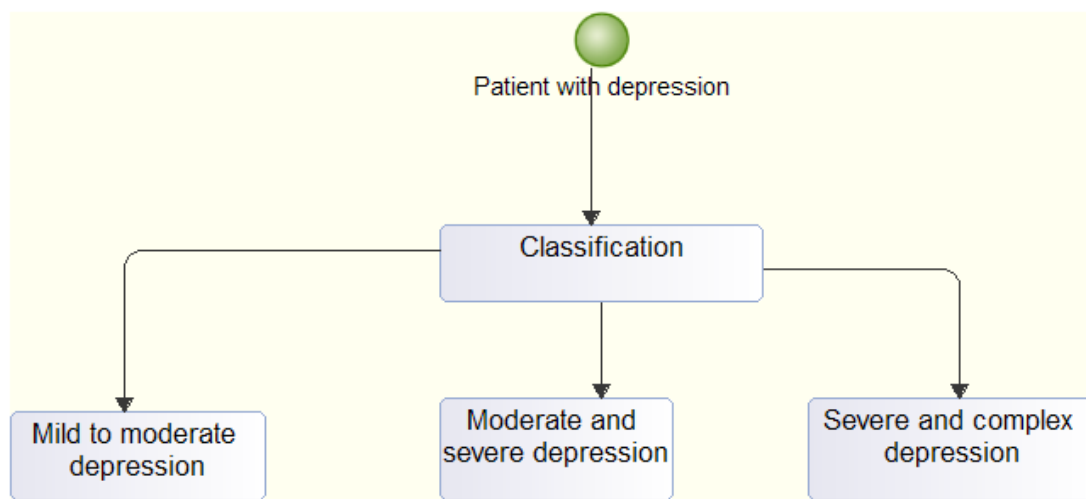 Patient with depression
Classification
Mild to moderate
depression
Moderate and
severe depression
Severe and complex
depression